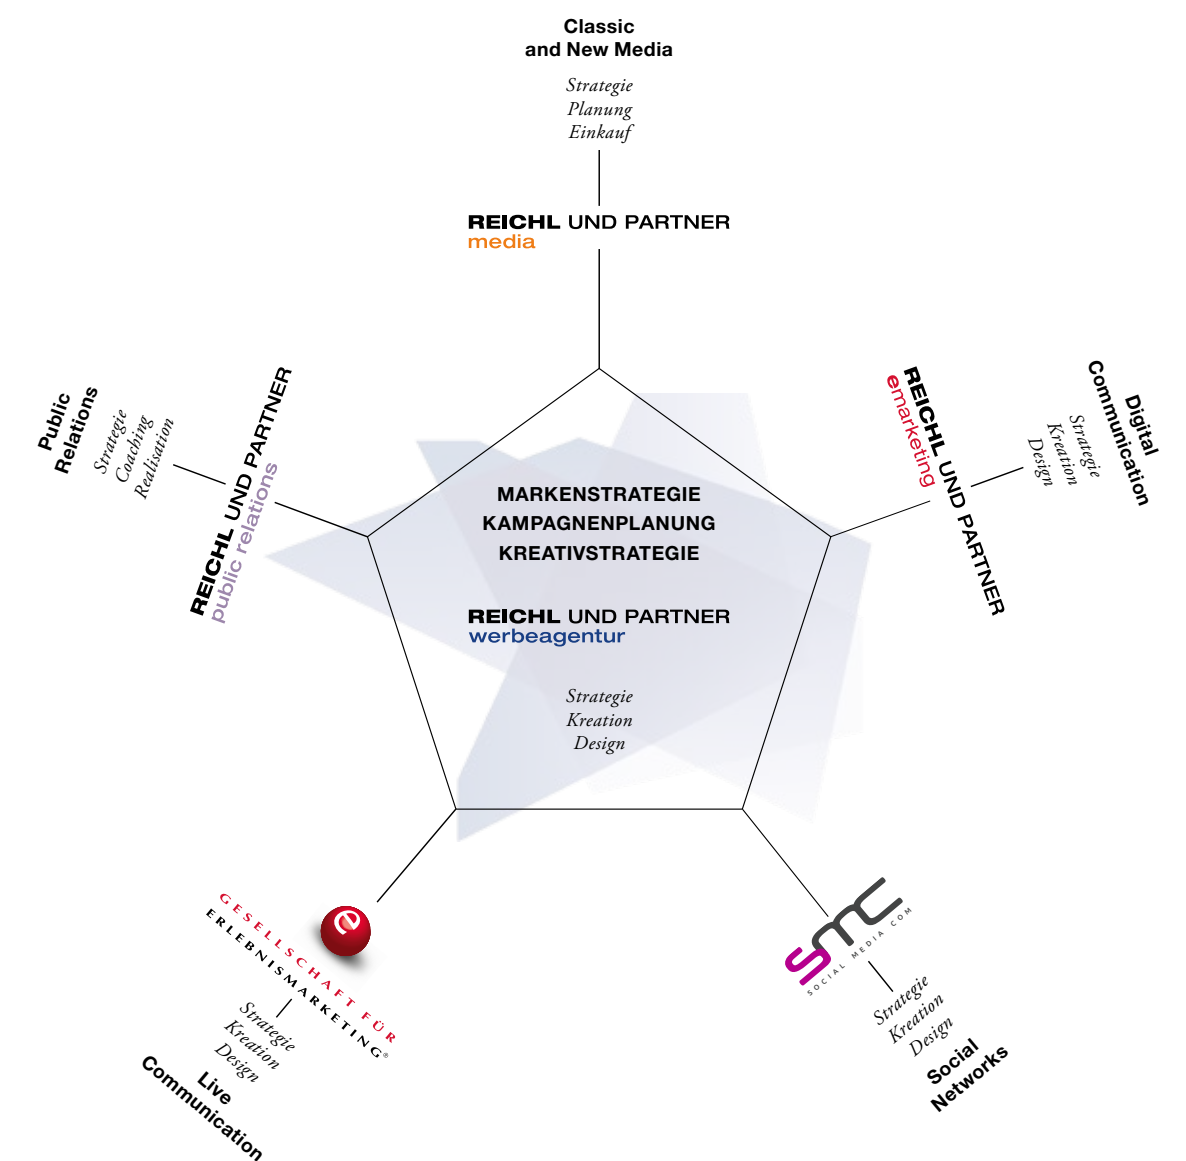 Classic
and New Media
Strategie
Planung
Einkauf
REICHL UND PARTNER
media
Public
Relations
Strategie
Coaching
Realisation
REICHL UND PARTNER
public relations
REICHL UND PARTNER
emarketing
Strategie
Kreation
Design
Digital
Communication
MARKENSTRATEGIE
KAMPAGNENPLANUNG
KREATIVSTRATEGIE
REICHL UND PARTNER
werbeagentur
Strategie
Kreation
Design
e
GESELLSCHAFT FÜR
ERLEBNISMARKETING®
Strategie
Kreation
Design
Live
Communication
smc
SOCIAL MEDIA COM
Strategie
Kreation
Design
Social
Networks